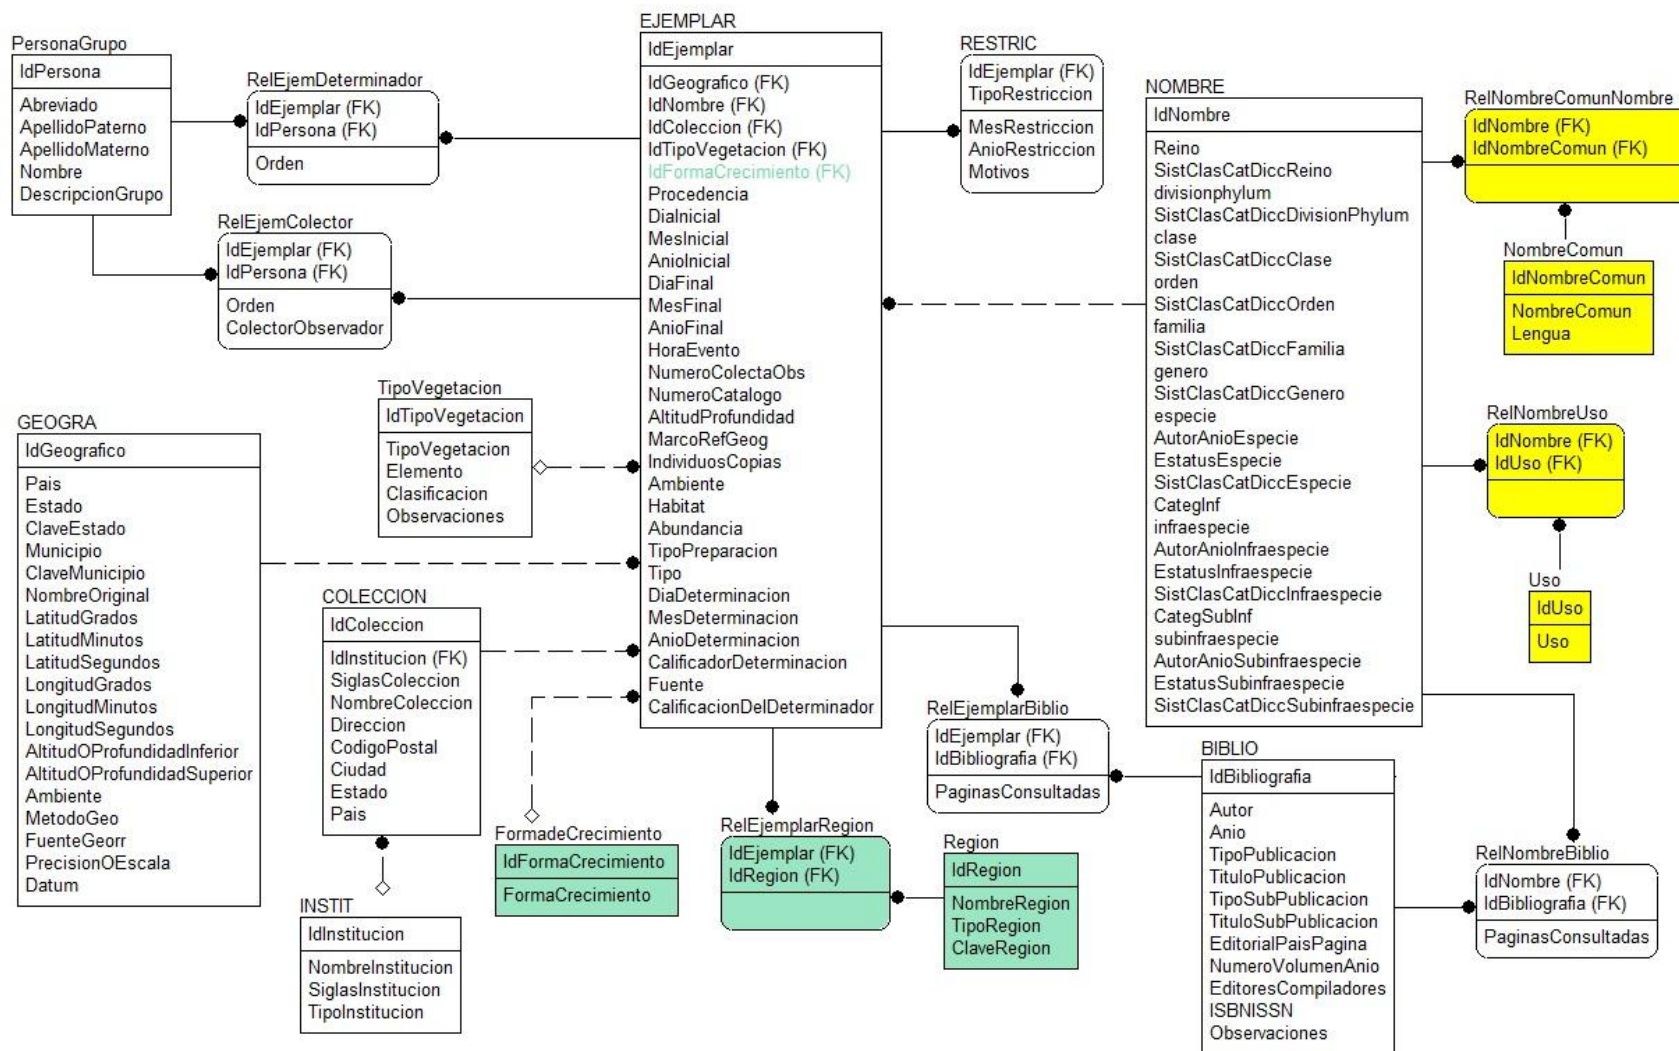 PersonaGrupo
IdPersona
Abreviado
ApellidoPaterno
ApellidoMaterno
Nombre
DescripcionGrupo
RelEjemDeterminador
IdEjemplar (FK)
IdPersona (FK)
Orden
RelEjemColector
IdEjemplar (FK)
IdPersona (FK)
Orden
ColectorObservador
TipoVegetacion
IdTipoVegetacion
TipoVegetacion
Elemento
Clasificacion
Observaciones
GEOGRA
IdGeografico
Pais
Estado
ClaveEstado
Municipio
ClaveMunicipio
NombreOriginal
LatitudGrados
LatitudMinutos
LatitudSegundos
LongitudGrados
LongitudMinutos
LongitudSegundos
AltitudOProfundidadInferior
AltitudOProfundidadSuperior
Ambiente
MetodoGeo
FuenteGeorr
PrecisionOEscala
Datum
COLECCION
IdColeccion
IdInstitucion (FK)
SiglasColeccion
NombreColeccion
Direccion
CodigoPostal
Ciudad
Estado
Pais
INSTIT
IdInstitucion
NombreInstitucion
SiglasInstitucion
TipoInstitucion
FormadeCrecimiento
IdFormaCrecimiento
FormaCrecimiento
EJEMPLAR
IdEjemplar
IdGeografico (FK)
IdNombre (FK)
IdColeccion (FK)
IdTipoVegetacion (FK)
IdFormaCrecimiento (FK)
Procedencia
DiaInicial
MesInicial
AnioInicial
DiaFinal
MesFinal
AnioFinal
HoraEvento
NumeroColectaObs
NumeroCatalogo
AltitudProfundidad
MarcoRefGeog
IndividuosCopias
Ambiente
Habitat
Abundancia
TipoPreparacion
Tipo
DiaDeterminacion
MesDeterminacion
AnioDeterminacion
CalificadorDeterminacion
Fuente
CalificacionDelDeterminador
RelEjemplarRegion
IdEjemplar (FK)
IdRegion (FK)
Region
IdRegion
NombreRegion
TipoRegion
ClaveRegion
RESTRIC
IdEjemplar (FK)
TipoRestriccion
MesRestriccion
AnioRestriccion
Motivos
RelEjemplarBiblio
IdEjemplar (FK)
IdBibliografia (FK)
PaginasConsultadas
NOMBRE
IdNombre
Reino
SistClasCatDiccReino
divisionphylum
SistClasCatDiccDivisionPhylum
clase
SistClasCatDiccClase
orden
SistClasCatDiccOrden
familia
SistClasCatDiccFamilia
genero
SistClasCatDiccGenero
especie
AutorAnioEspecie
EstatusEspecie
SistClasCatDiccEspecie
CategInf
infraespecie
AutorAnioInfraespecie
EstatusInfraespecie
SistClasCatDiccInfraespecie
CategSubInf
subinfraespecie
AutorAnioSubinfraespecie
EstatusSubinfraespecie
SistClasCatDiccSubinfraespecie
BIBLIO
IdBibliografia
Autor
Anio
TipoPublicacion
TituloPublicacion
TipoSubPublicacion
TituloSubPublicacion
EditorialPaisPagina
NumeroVolumenAnio
EditoresCompiladores
ISBNISSN
Observaciones
RelNombreComunNombre
IdNombre (FK)
IdNombreComun (FK)
NombreComun
IdNombreComun
NombreComun
Lengua
RelNombreUso
IdNombre (FK)
IdUso (FK)
Uso
IdUso
Uso
RelNombreBiblio
IdNombre (FK)
IdBibliografia (FK)
PaginasConsultadas